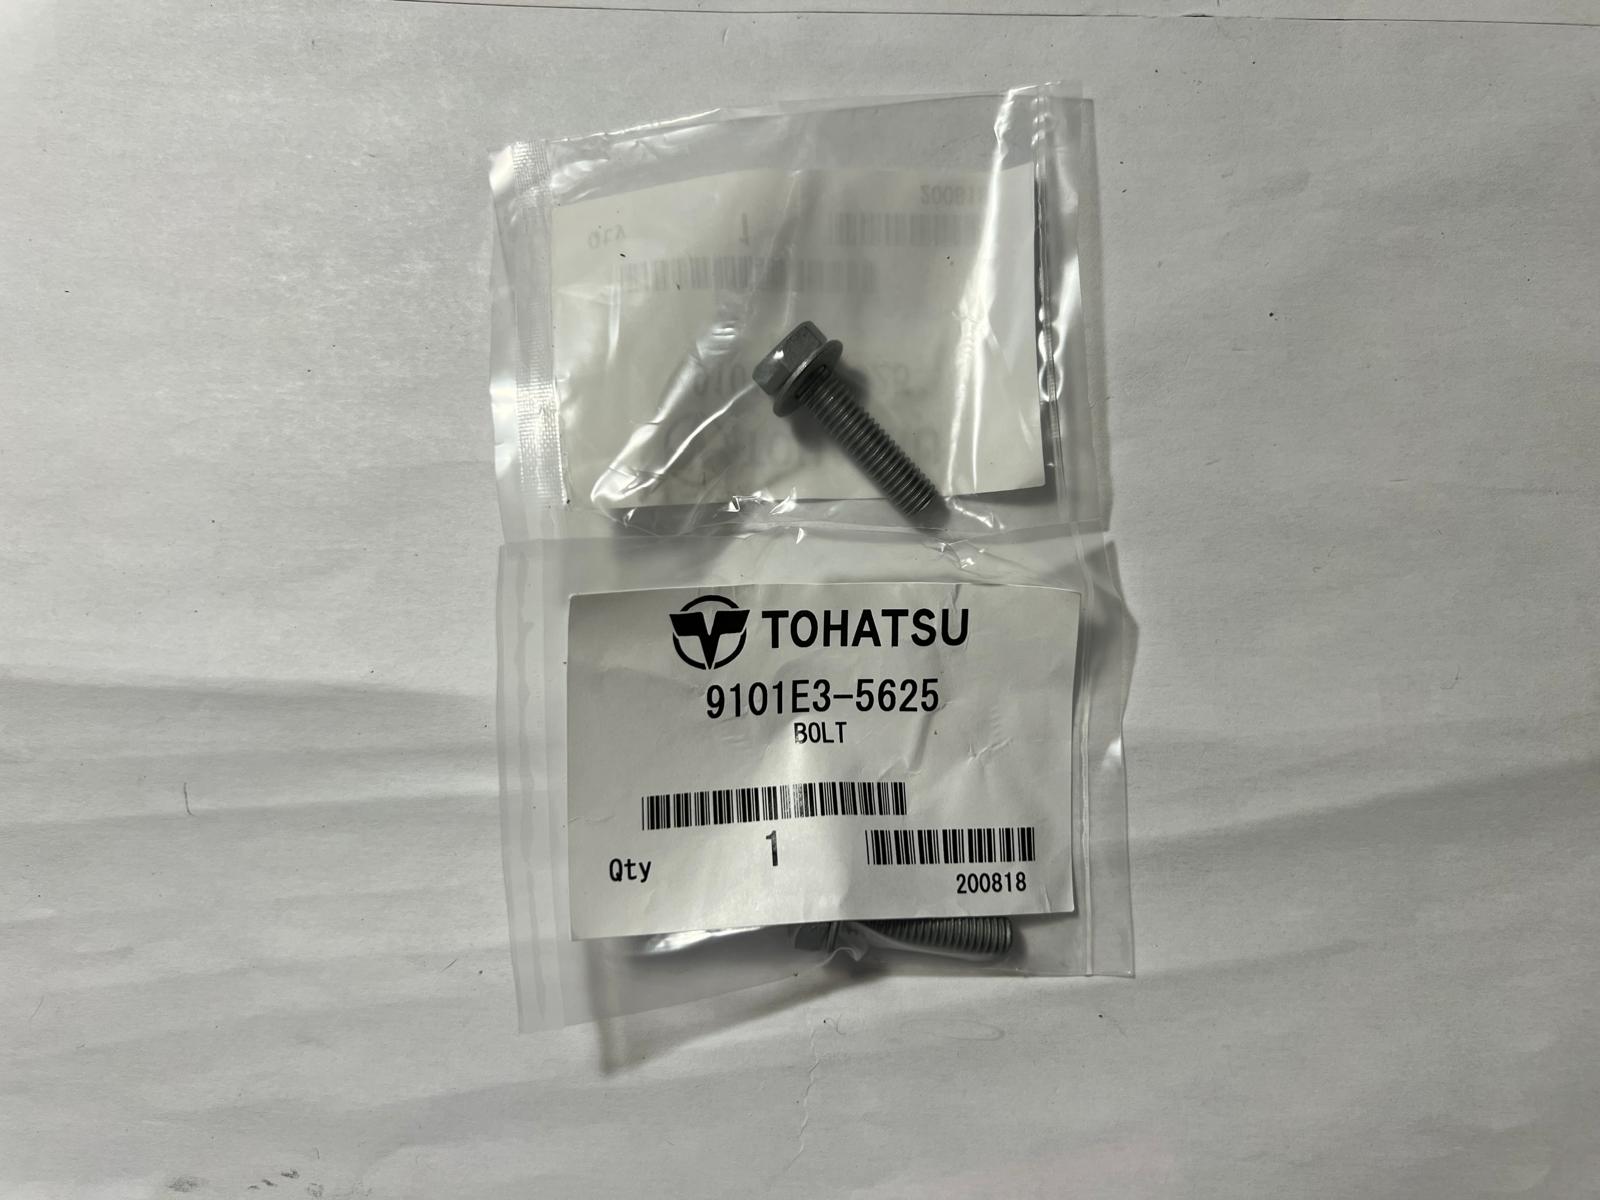 TOHATSU
9101E3-5625
BOLT
Qty 1
200818